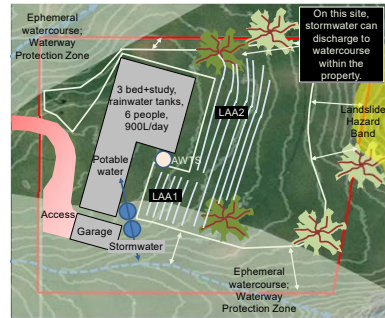 Ephemeral
watercourse;
Waterway
Protection Zone
On this site,
stormwater can
discharge to
watercourse
within the
property.
3 bed+study,
rainwater tanks,
6 people,
900L/day
LAA2
Landslide
Hazard
Band
AWTS
Potable
water
LAA1
Access
Garage
Stormwater
Ephemeral
watercourse;
Waterway
Protection Zone